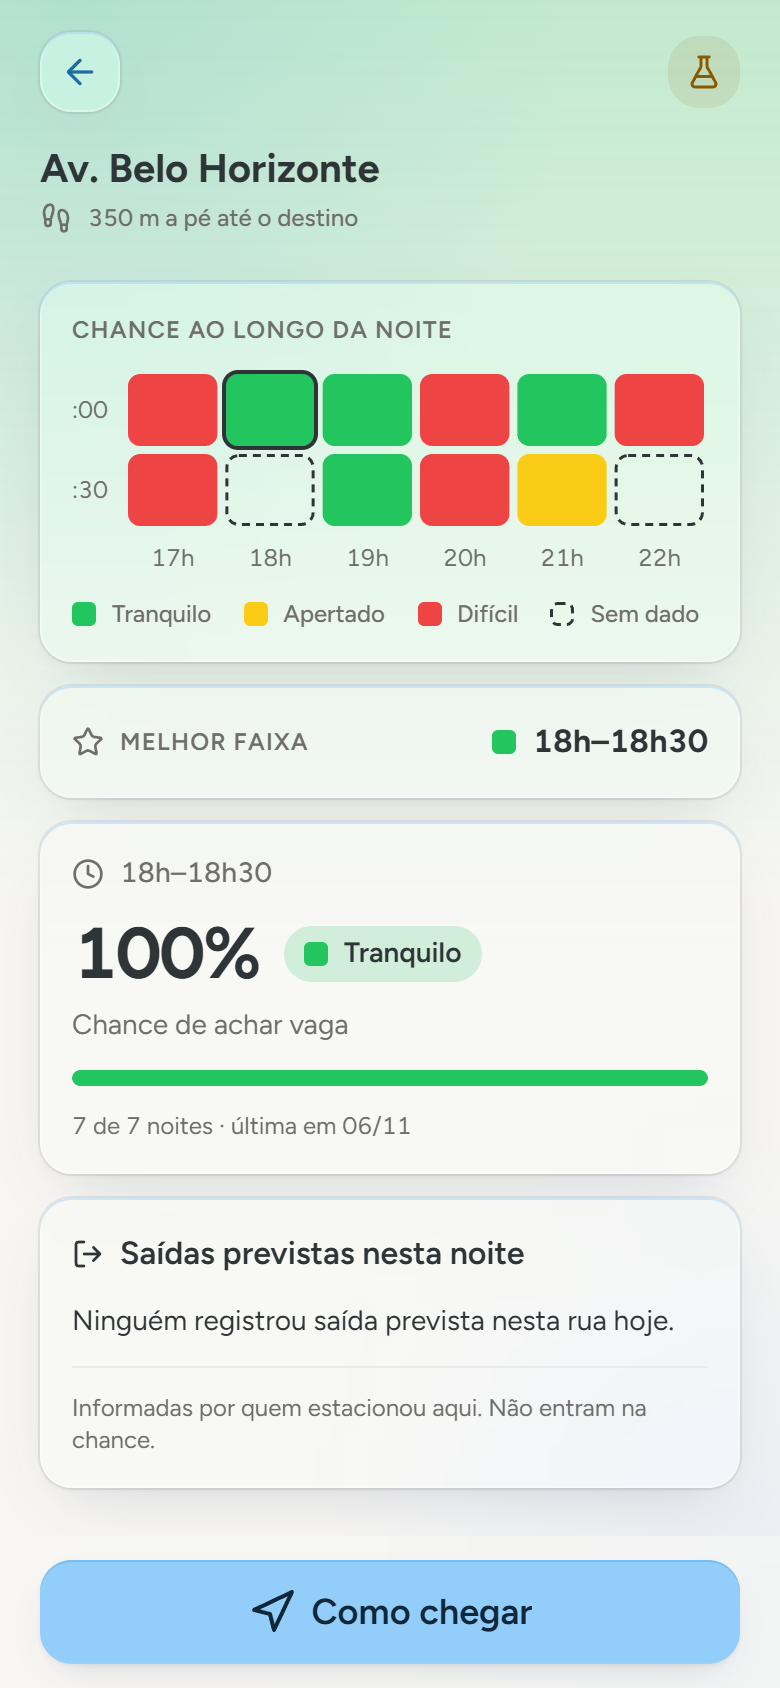 Av. Belo Horizonte
350 m a pé até o destino
CHANCE AO LONGO DA NOITE
:00
:30
17h 18h 19h 20h 21h 22h
Tranquilo Apertado Difícil Sem dado
MELHOR FAIXA 18h–18h30
18h–18h30
100% Tranquilo
Chance de achar vaga
7 de 7 noites · última em 06/11
Saídas previstas nesta noite
Ninguém registrou saída prevista nesta rua hoje.
Informadas por quem estacionou aqui. Não entram na
chance.
Como chegar